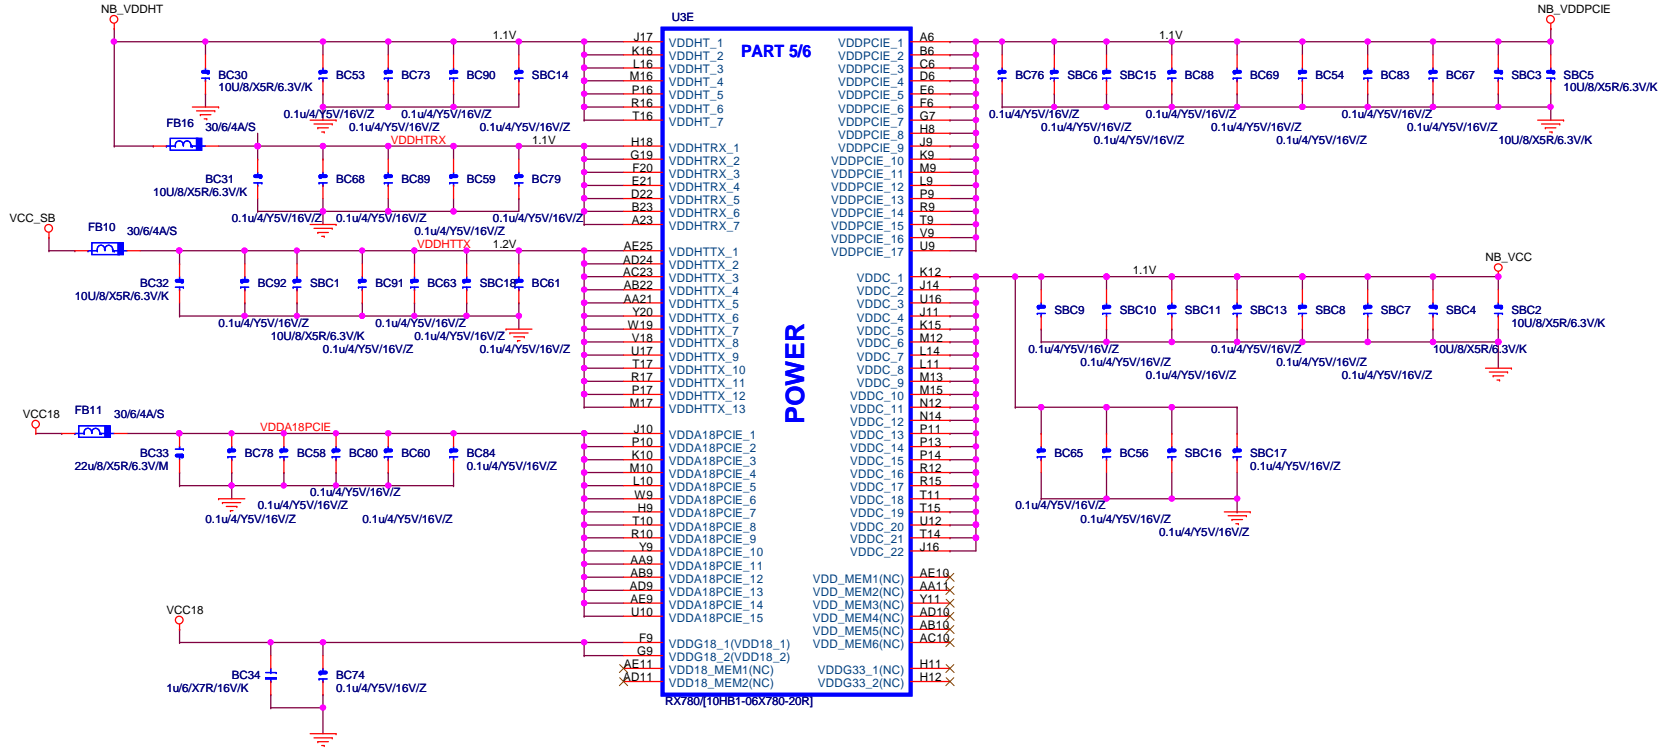 NB_VDDHT
U3E
NB_VDDPCIE
1.1V
PART 5/6
1.1V
BC30
10U/8/X5R/6.3V/K
BC53
BC73
BC90
SBC14
0.1u/4/Y5V/16V/Z
0.1u/4/Y5V/16V/Z
0.1u/4/Y5V/16V/Z
J17 VDDHT_1
K16 VDDHT_2
L16 VDDHT_3
M16 VDDHT_4
P16 VDDHT_5
R16 VDDHT_6
T16 VDDHT_7
FB16
30/6/4A/S
VDDHTRX
1.1V
BC31
10U/8/X5R/6.3V/K
BC68
BC89
BC59
BC79
0.1u/4/Y5V/16V/Z
0.1u/4/Y5V/16V/Z
0.1u/4/Y5V/16V/Z
0.1u/4/Y5V/16V/Z
H18 VDDHTRX_1
G19 VDDHTRX_2
F20 VDDHTRX_3
E21 VDDHTRX_4
D22 VDDHTRX_5
B23 VDDHTRX_6
A23 VDDHTRX_7
VCC_SB
FB10
30/6/4A/S
VDDHTTX
1.2V
BC32
10U/8/X5R/6.3V/K
BC92
SBC1
BC91
BC63
SBC18
BC61
0.1u/4/Y5V/16V/Z
0.1u/4/Y5V/16V/Z
10U/8/X5R/6.3V/K
0.1u/4/Y5V/16V/Z
0.1u/4/Y5V/16V/Z
0.1u/4/Y5V/16V/Z
AE25 VDDHTTX_1
AD24 VDDHTTX_2
AC23 VDDHTTX_3
AB22 VDDHTTX_4
AA21 VDDHTTX_5
Y20 VDDHTTX_6
W19 VDDHTTX_7
V18 VDDHTTX_8
U17 VDDHTTX_9
T17 VDDHTTX_10
R17 VDDHTTX_11
P17 VDDHTTX_12
M17 VDDHTTX_13
POWER
VCC18
FB11
30/6/4A/S
VDDA18PCIE
BC33
22u/8/X5R/6.3V/M
BC78
BC58
BC80
BC60
BC84
0.1u/4/Y5V/16V/Z
0.1u/4/Y5V/16V/Z
0.1u/4/Y5V/16V/Z
0.1u/4/Y5V/16V/Z
0.1u/4/Y5V/16V/Z
J10 VDDA18PCIE_1
P10 VDDA18PCIE_2
K10 VDDA18PCIE_3
M10 VDDA18PCIE_4
L10 VDDA18PCIE_5
W9 VDDA18PCIE_6
H9 VDDA18PCIE_7
T10 VDDA18PCIE_8
R10 VDDA18PCIE_9
Y9 VDDA18PCIE_10
AA9 VDDA18PCIE_11
AB9 VDDA18PCIE_12
AD9 VDDA18PCIE_13
AE9 VDDA18PCIE_14
U10 VDDA18PCIE_15
VCC18
BC34
1u/6/X7R/16V/K
BC74
0.1u/4/Y5V/16V/Z
F9 VDDG18_1(VDD18_1)
G9 VDDG18_2(VDD18_2)
AE11 VDD18_MEM1(NC)
AD11 VDD18_MEM2(NC)
RX780/[10HB1-06X780-20R]
VDDPCIE_1 A6
VDDPCIE_2 B6
VDDPCIE_3 C6
VDDPCIE_4 D6
VDDPCIE_5 E6
VDDPCIE_6 F6
VDDPCIE_7 G7
VDDPCIE_8 H8
VDDPCIE_9 J9
VDDPCIE_10 K9
VDDPCIE_11 M9
VDDPCIE_12 L9
VDDPCIE_13 P9
VDDPCIE_14 R9
VDDPCIE_15 T9
VDDPCIE_16 V9
VDDPCIE_17 U9
BC76
SBC6
SBC15
BC88
BC69
BC54
BC83
BC67
SBC3
SBC5
10U/8/X5R/6.3V/K
0.1u/4/Y5V/16V/Z
0.1u/4/Y5V/16V/Z
0.1u/4/Y5V/16V/Z
0.1u/4/Y5V/16V/Z
0.1u/4/Y5V/16V/Z
0.1u/4/Y5V/16V/Z
0.1u/4/Y5V/16V/Z
0.1u/4/Y5V/16V/Z
10U/8/X5R/6.3V/K
NB_VCC
1.1V
VDDC_1 K12
VDDC_2 J14
VDDC_3 U16
VDDC_4 J11
VDDC_5 K15
VDDC_6 M12
VDDC_7 L14
VDDC_8 L11
VDDC_9 M13
VDDC_10 M15
VDDC_11 N12
VDDC_12 N14
VDDC_13 P11
VDDC_14 P13
VDDC_15 P14
VDDC_16 R12
VDDC_17 R15
VDDC_18 T11
VDDC_19 T15
VDDC_20 U12
VDDC_21 T14
VDDC_22 J16
SBC9
SBC10
SBC11
SBC13
SBC8
SBC7
SBC4
SBC2
10U/8/X5R/6.3V/K
0.1u/4/Y5V/16V/Z
0.1u/4/Y5V/16V/Z
10U/8/X5R/6.3V/K
0.1u/4/Y5V/16V/Z
0.1u/4/Y5V/16V/Z
0.1u/4/Y5V/16V/Z
0.1u/4/Y5V/16V/Z
BC65
BC56
SBC16
SBC17
0.1u/4/Y5V/16V/Z
0.1u/4/Y5V/16V/Z
0.1u/4/Y5V/16V/Z
0.1u/4/Y5V/16V/Z
VDD_MEM1(NC) AE10
VDD_MEM2(NC) AA11
VDD_MEM3(NC) Y11
VDD_MEM4(NC) AD10
VDD_MEM5(NC) AB10
VDD_MEM6(NC) AC10
VDDG33_1(NC) H11
VDDG33_2(NC) H12